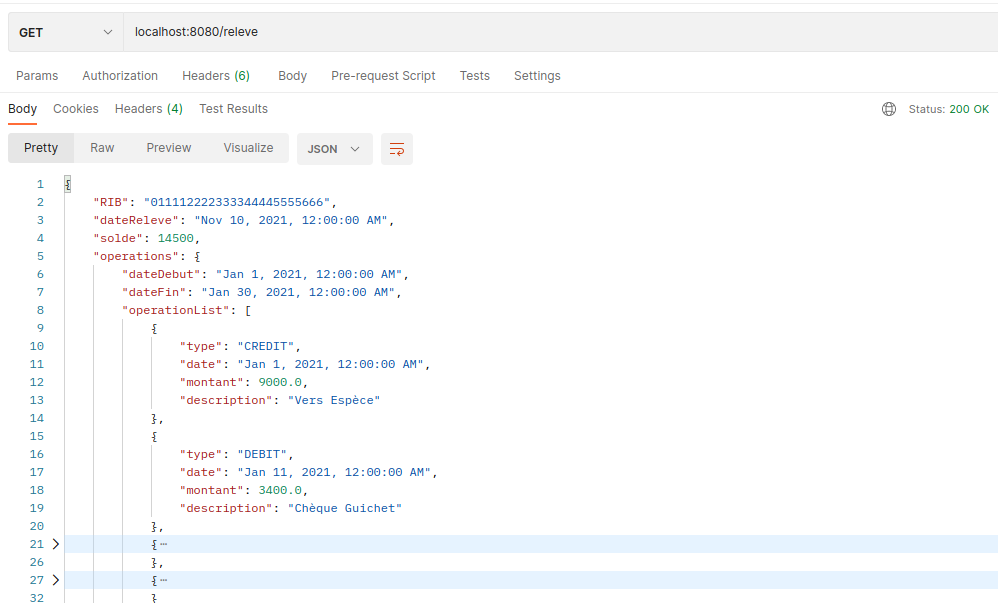 GET localhost:8080/releve
Params Authorization Headers (6) Body Pre-request Script Tests Settings
Body Cookies Headers (4) Test Results Status: 200 OK
Pretty Raw Preview Visualize JSON
1 {
2 "RIB": "011112222333344445555666",
3 "dateReleve": "Nov 10, 2021, 12:00:00 AM",
4 "solde": 14500,
5 "operations": {
6 "dateDebut": "Jan 1, 2021, 12:00:00 AM",
7 "dateFin": "Jan 30, 2021, 12:00:00 AM",
8 "operationList": [
9 {
10 "type": "CREDIT",
11 "date": "Jan 1, 2021, 12:00:00 AM",
12 "montant": 9000.0,
13 "description": "Vers Espèce"
14 },
15 {
16 "type": "DEBIT",
17 "date": "Jan 11, 2021, 12:00:00 AM",
18 "montant": 3400.0,
19 "description": "Chèque Guichet"
20 },
21 {⋯
26 },
27 {⋯
32 }